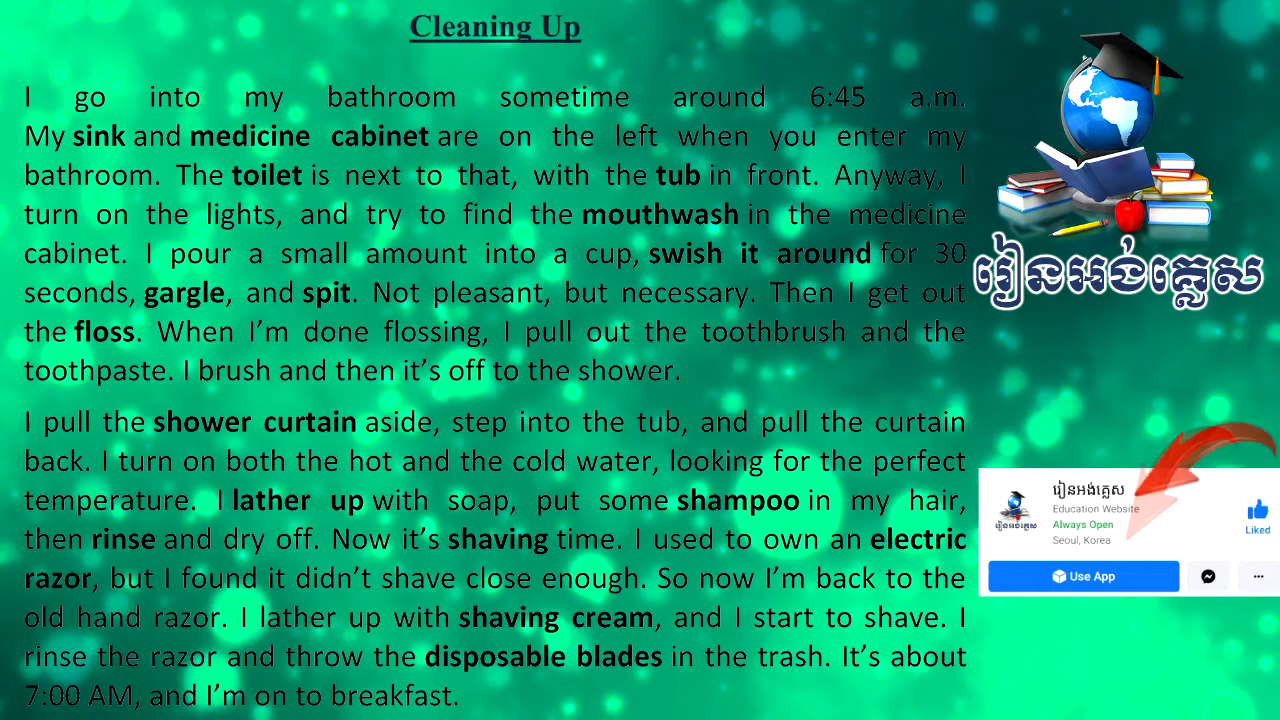 Cleaning Up
I go into my bathroom sometime around 6:45 a.m.
My sink and medicine cabinet are on the left when you enter my
bathroom. The toilet is next to that, with the tub in front. Anyway, I
turn on the lights, and try to find the mouthwash in the medicine
cabinet. I pour a small amount into a cup, swish it around for 30
seconds, gargle, and spit. Not pleasant, but necessary. Then I get out
the floss. When I’m done flossing, I pull out the toothbrush and the
toothpaste. I brush and then it’s off to the shower.
I pull the shower curtain aside, step into the tub, and pull the curtain
back. I turn on both the hot and the cold water, looking for the perfect
temperature. I lather up with soap, put some shampoo in my hair,
then rinse and dry off. Now it’s shaving time. I used to own an electric
razor, but I found it didn’t shave close enough. So now I’m back to the
old hand razor. I lather up with shaving cream, and I start to shave. I
rinse the razor and throw the disposable blades in the trash. It’s about
7:00 AM, and I’m on to breakfast.
រៀនអង់គ្លេស
រៀនអង់គ្លេស
Education Website
Always Open
Seoul, Korea
រៀនអង់គ្លេស
Liked
Use App